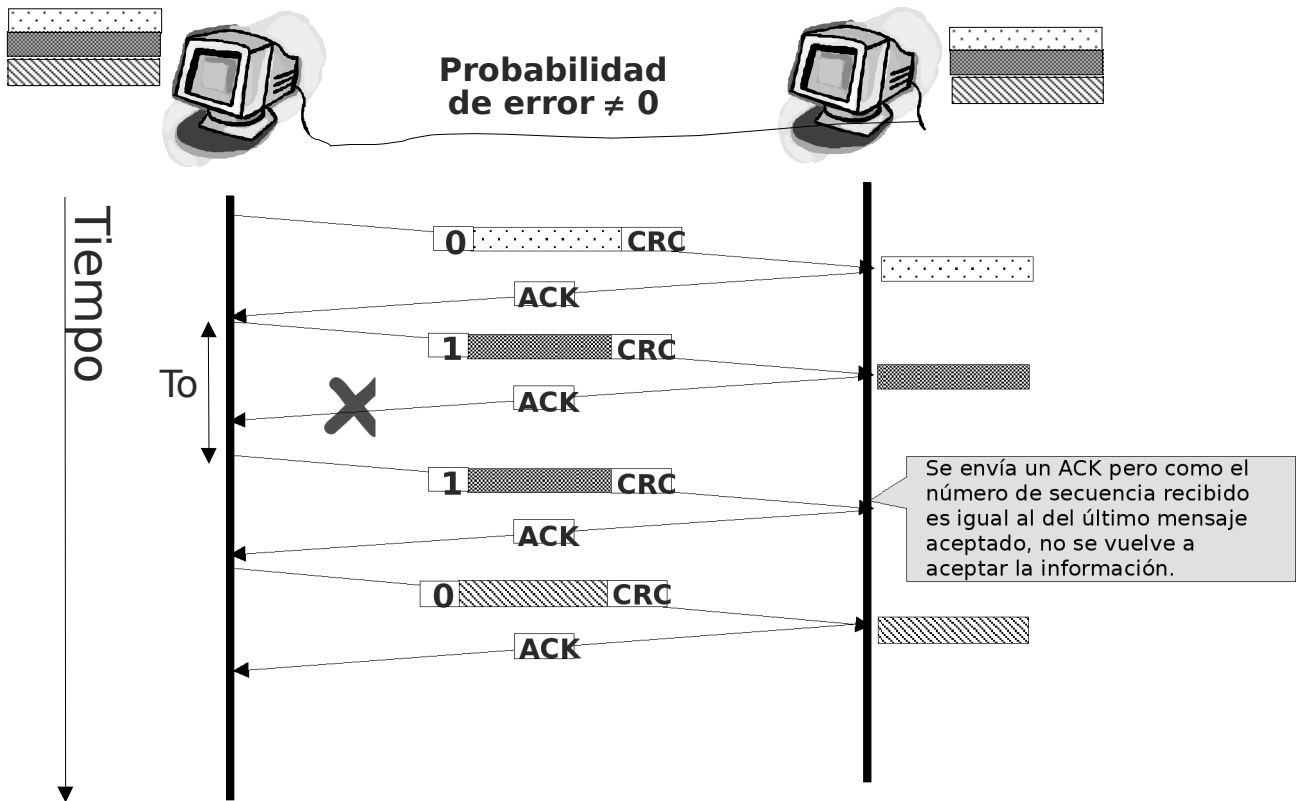 Probabilidad
de error ≠ 0
Tiempo
0 CRC
ACK
1 CRC
To
ACK
1 CRC
Se envía un ACK pero como el
número de secuencia recibido
es igual al del último mensaje
aceptado, no se vuelve a
aceptar la información.
ACK
0 CRC
ACK